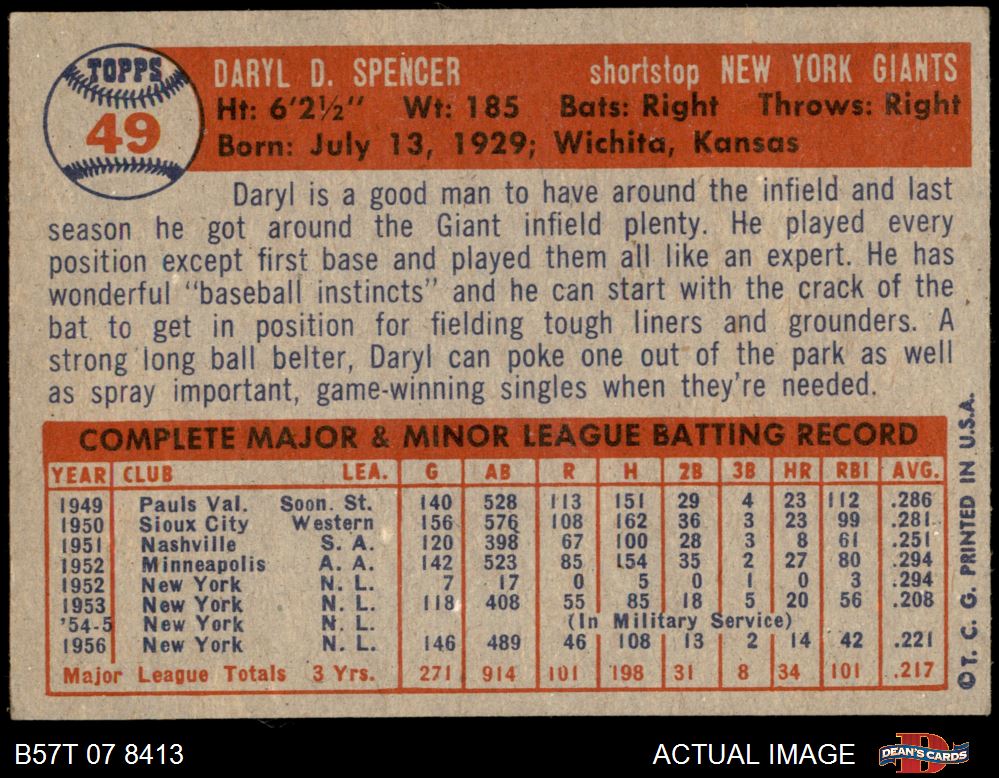 TOPPS
49
DARYL D. SPENCER shortstop NEW YORK GIANTS
Ht: 6'2½" Wt: 185 Bats: Right Throws: Right
Born: July 13, 1929; Wichita, Kansas
Daryl is a good man to have around the infield and last
season he got around the Giant infield plenty. He played every
position except first base and played them all like an expert. He has
wonderful "baseball instincts" and he can start with the crack of the
bat to get in position for fielding tough liners and grounders. A
strong long ball belter, Daryl can poke one out of the park as well
as spray important, game-winning singles when they're needed.
COMPLETE MAJOR & MINOR LEAGUE BATTING RECORD
YEAR CLUB LEA. G AB R H 2B 3B HR RBI AVG.
1949 Pauls Val. Soon. St. 140 528 113 151 29 4 23 112 .286
1950 Sioux City Western 156 576 108 162 36 3 23 99 .281
1951 Nashville S. A. 120 398 67 100 28 3 8 61 .251
1952 Minneapolis A. A. 142 523 85 154 35 2 27 80 .294
1952 New York N. L. 7 17 0 5 0 1 0 3 .294
1953 New York N. L. 118 408 55 85 18 5 20 56 .208
'54-5 New York N. L. (In Military Service)
1956 New York N. L. 146 489 46 108 13 2 14 42 .221
Major League Totals 3 Yrs. 271 914 101 198 31 8 34 101 .217
©T. C. G. PRINTED IN U.S.A.
B57T 07 8413 ACTUAL IMAGE DEAN'S CARDS